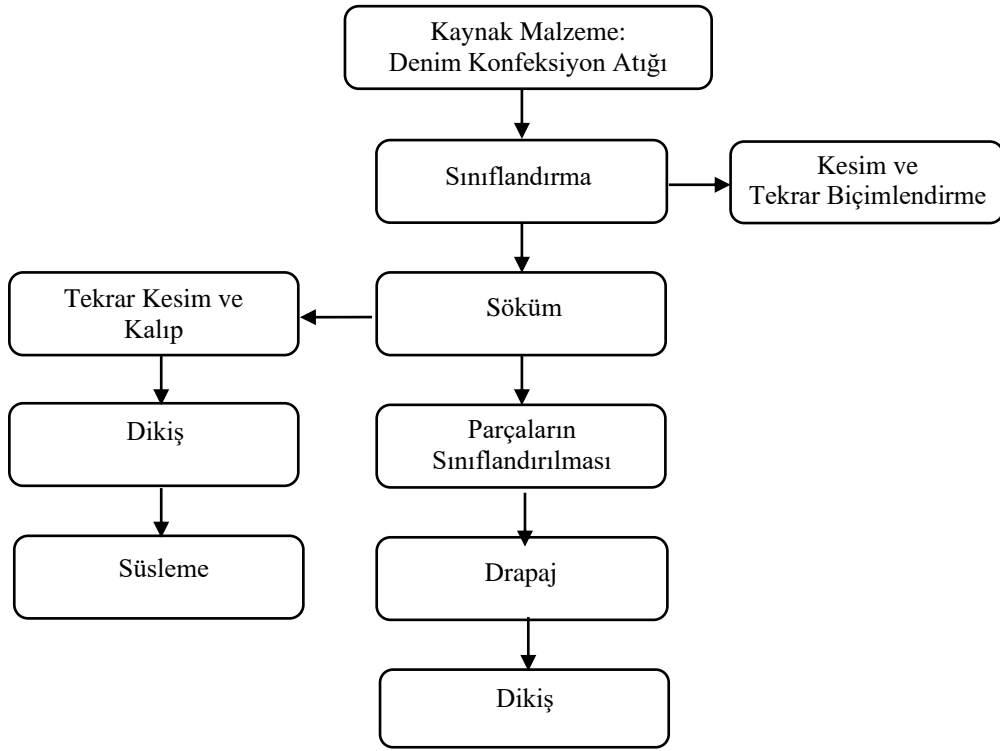 Kaynak Malzeme:
Denim Konfeksiyon Atığı
Sınıflandırma
Kesim ve
Tekrar Biçimlendirme
Söküm
Tekrar Kesim ve
Kalıp
Dikiş
Parçaların
Sınıflandırılması
Süsleme
Drapaj
Dikiş